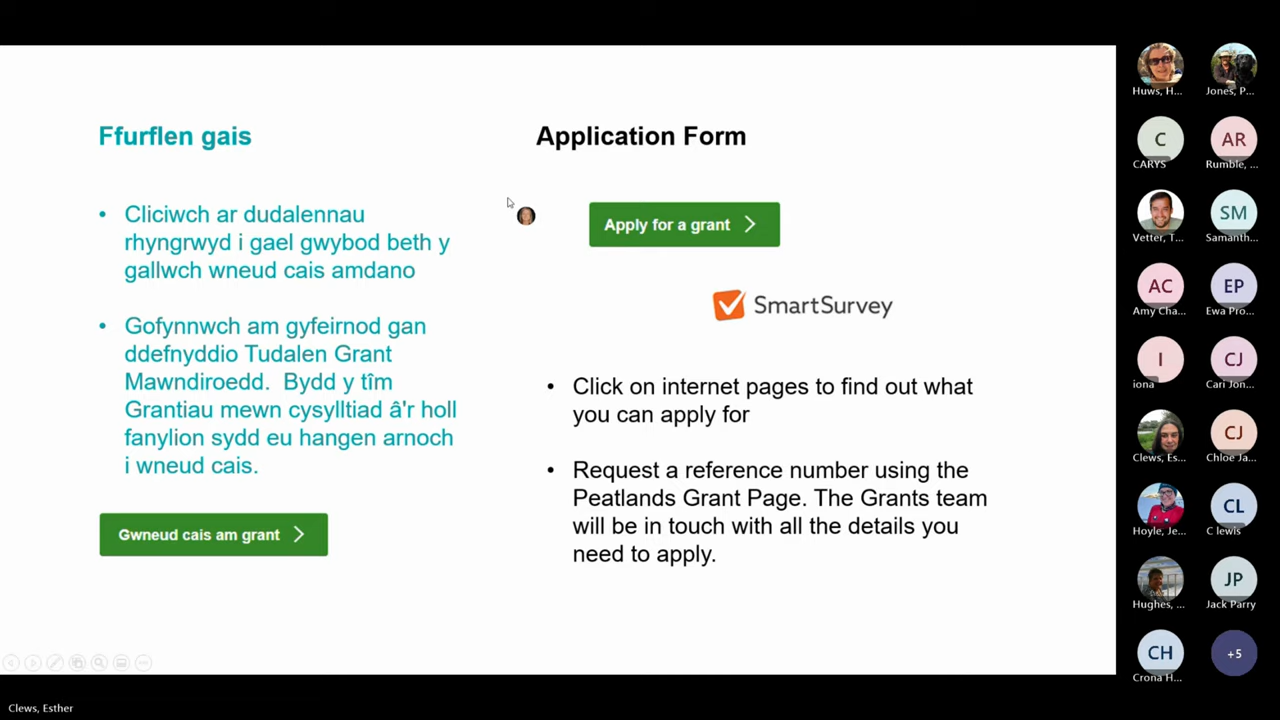 Ffurflen gais
Cliciwch ar dudalennau
rhyngrwyd i gael gwybod beth y
gallwch wneud cais amdano
Gofynnwch am gyfeirnod gan
ddefnyddio Tudalen Grant
Mawndiroedd. Bydd y tîm
Grantiau mewn cysylltiad â'r holl
fanylion sydd eu hangen arnoch
i wneud cais.
Gwneud cais am grant
Application Form
Apply for a grant
SmartSurvey
Click on internet pages to find out what
you can apply for
Request a reference number using the
Peatlands Grant Page. The Grants team
will be in touch with all the details you
need to apply.
Huws, H...
Jones, P...
C
CARYS
AR
Rumble, ...
Vetter, T...
SM
Samanth...
AC
Amy Cha...
EP
Ewa Pro...
I
iona
CJ
Cari Jon...
Clews, Es...
CJ
Chloe Ja...
Hoyle, Je...
CL
C lewis
Hughes, ...
JP
Jack Parry
CH
Crona H...
+5
Clews, Esther